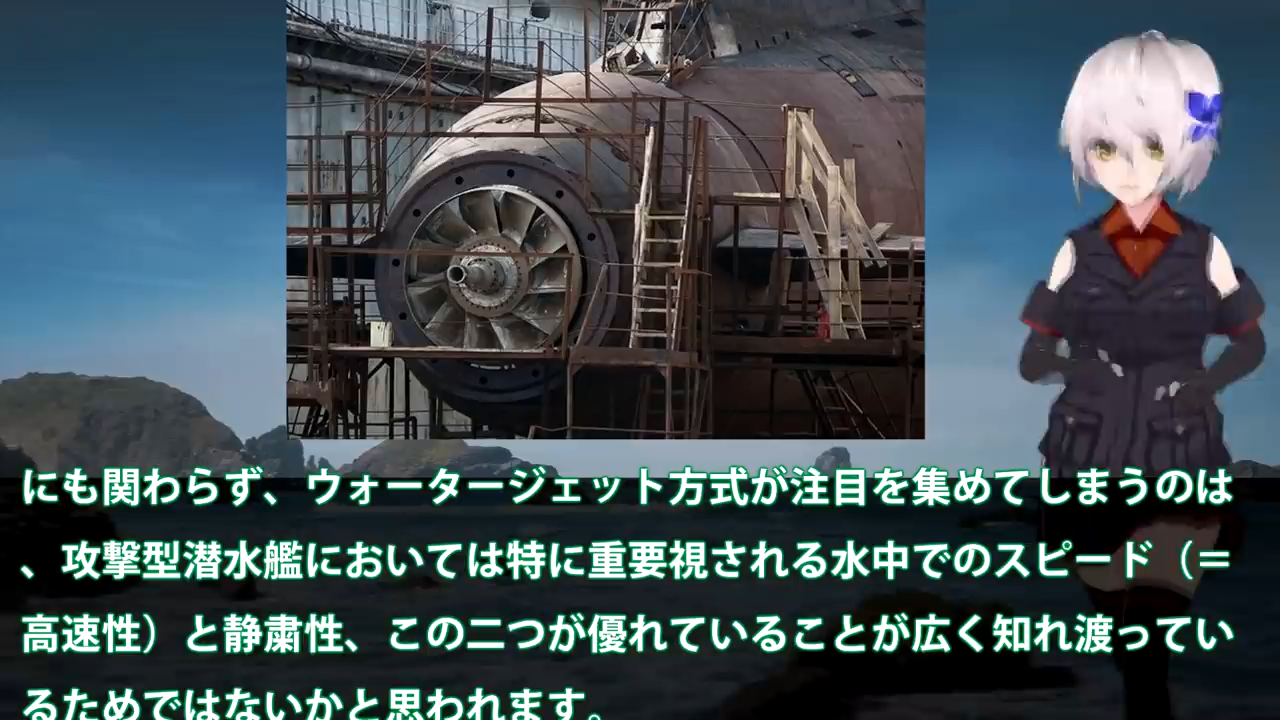 にも関わらず、ウォータージェット方式が注目を集めてしまうのは
、攻撃型潜水艦においては特に重要視される水中でのスピード（＝
高速性）と静粛性、この二つが優れていることが広く知れ渡ってい
るためではないかと思われます。